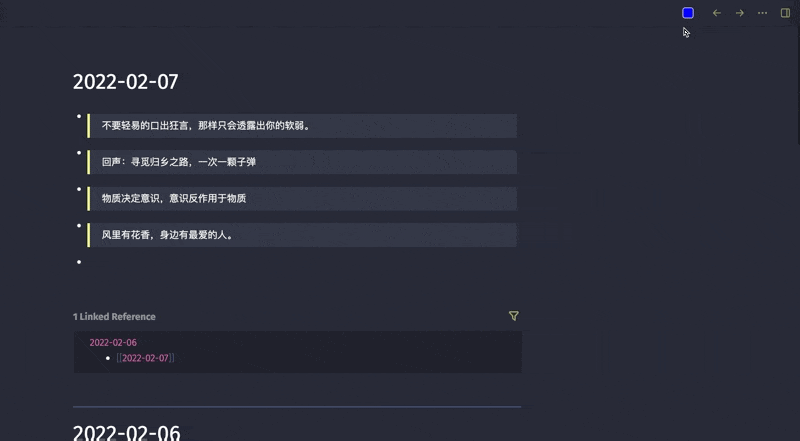 2022-02-07
不要轻易的口出狂言，那样只会透露出你的软弱。
回声：寻觅归乡之路，一次一颗子弹
物质决定意识，意识反作用于物质
风里有花香，身边有最爱的人。
1 Linked Reference
2022-02-06
[[2022-02-07]]
2022-02-06